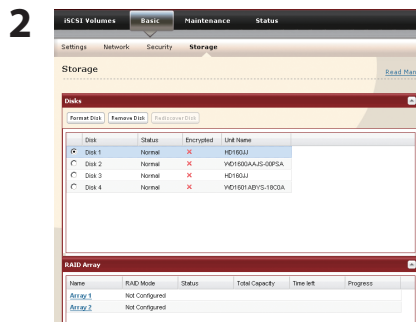 2
iSCSI Volumes Basic Maintenance Status
Settings Network Security Storage
Storage
Read Man
Disks
Format Disk Remove Disk Rediscover Disk
Disk Status Encrypted Unit Name
Disk 1 Normal HD160JJ
Disk 2 Normal WD1600AAJS-00PSA
Disk 3 Normal HD160JJ
Disk 4 Normal WD1601ABYS-18C0A
RAID Array
Name RAID Mode Status Total Capacity Time left Progress
Array 1 Not Configured
Array 2 Not Configured